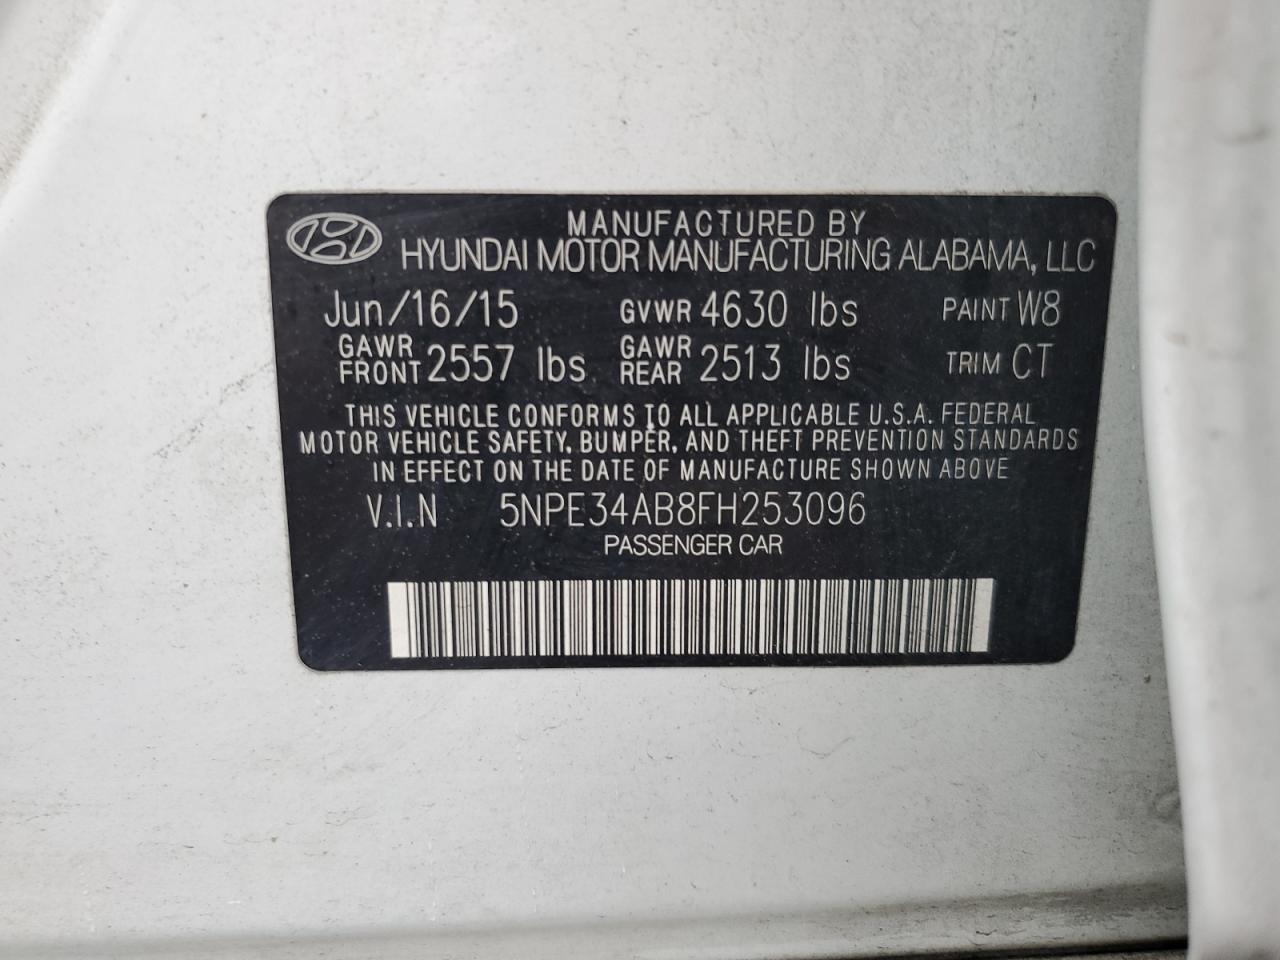 MANUFACTURED BY
HYUNDAI MOTOR MANUFACTURING ALABAMA, LLC
Jun/16/15 GVWR 4630 lbs PAINT W8
GAWR FRONT 2557 lbs GAWR REAR 2513 lbs TRIM CT
THIS VEHICLE CONFORMS TO ALL APPLICABLE U.S.A. FEDERAL
MOTOR VEHICLE SAFETY, BUMPER, AND THEFT PREVENTION STANDARDS
IN EFFECT ON THE DATE OF MANUFACTURE SHOWN ABOVE
V.I.N 5NPE34AB8FH253096
PASSENGER CAR